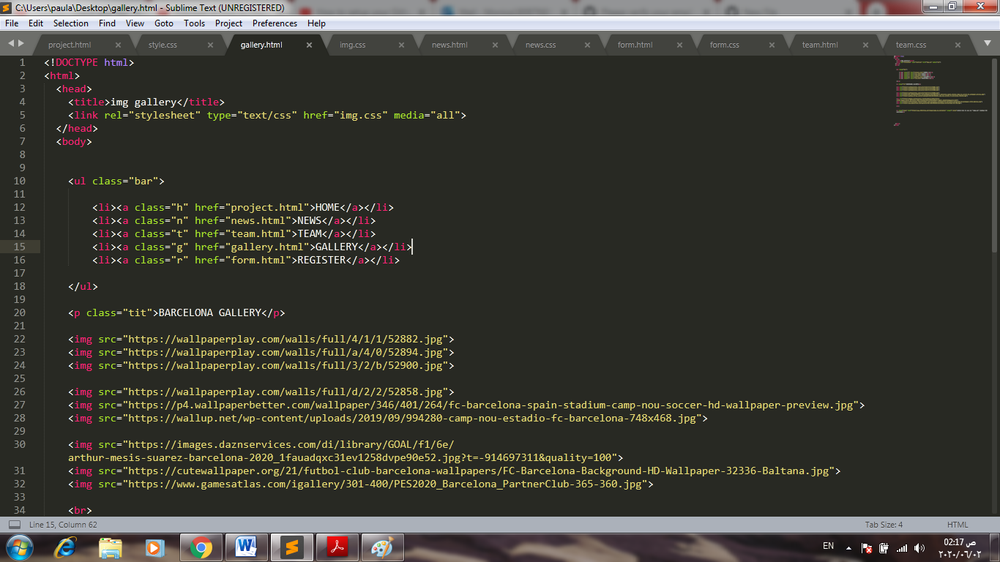 C:\Users\paula\Desktop\gallery.html - Sublime Text (UNREGISTERED)
File Edit Selection Find View Goto Tools Project Preferences Help
project.html style.css gallery.html img.css news.html news.css form.html form.css team.html team.css
1 <!DOCTYPE html>
2 <html>
3 <head>
4 <title>img gallery</title>
5 <link rel="stylesheet" type="text/css" href="img.css" media="all">
6 </head>
7 <body>
8
9
10 <ul class="bar">
11
12 <li><a class="h" href="project.html">HOME</a></li>
13 <li><a class="n" href="news.html">NEWS</a></li>
14 <li><a class="t" href="team.html">TEAM</a></li>
15 <li><a class="g" href="gallery.html">GALLERY</a></li>
16 <li><a class="r" href="form.html">REGISTER</a></li>
17
18 </ul>
19
20 <p class="tit">BARCELONA GALLERY</p>
21
22 <img src="https://wallpaperplay.com/walls/full/4/1/1/52882.jpg">
23 <img src="https://wallpaperplay.com/walls/full/a/4/0/52894.jpg">
24 <img src="https://wallpaperplay.com/walls/full/3/2/b/52900.jpg">
25
26 <img src="https://wallpaperplay.com/walls/full/d/2/2/52858.jpg">
27 <img src="https://p4.wallpaperbetter.com/wallpaper/346/401/264/fc-barcelona-spain-stadium-camp-nou-soccer-hd-wallpaper-preview.jpg">
28 <img src="https://wallup.net/wp-content/uploads/2019/09/994280-camp-nou-estadio-fc-barcelona-748x468.jpg">
29
30 <img src="https://images.daznservices.com/di/library/GOAL/f1/6e/
arthur-mesis-suarez-barcelona-2020_1fauadqxc31ev1258dvpe90e52.jpg?t=-914697311&quality=100">
31 <img src="https://cutewallpaper.org/21/futbol-club-barcelona-wallpapers/FC-Barcelona-Background-HD-Wallpaper-32336-Baltana.jpg">
32 <img src="https://www.gamesatlas.com/igallery/301-400/PES2020_Barcelona_PartnerClub-365-360.jpg">
33
34 <br>
Line 15, Column 62 Tab Size: 4 HTML
EN 02:17 ص
٢٠٢٠/٠٦/٠٢